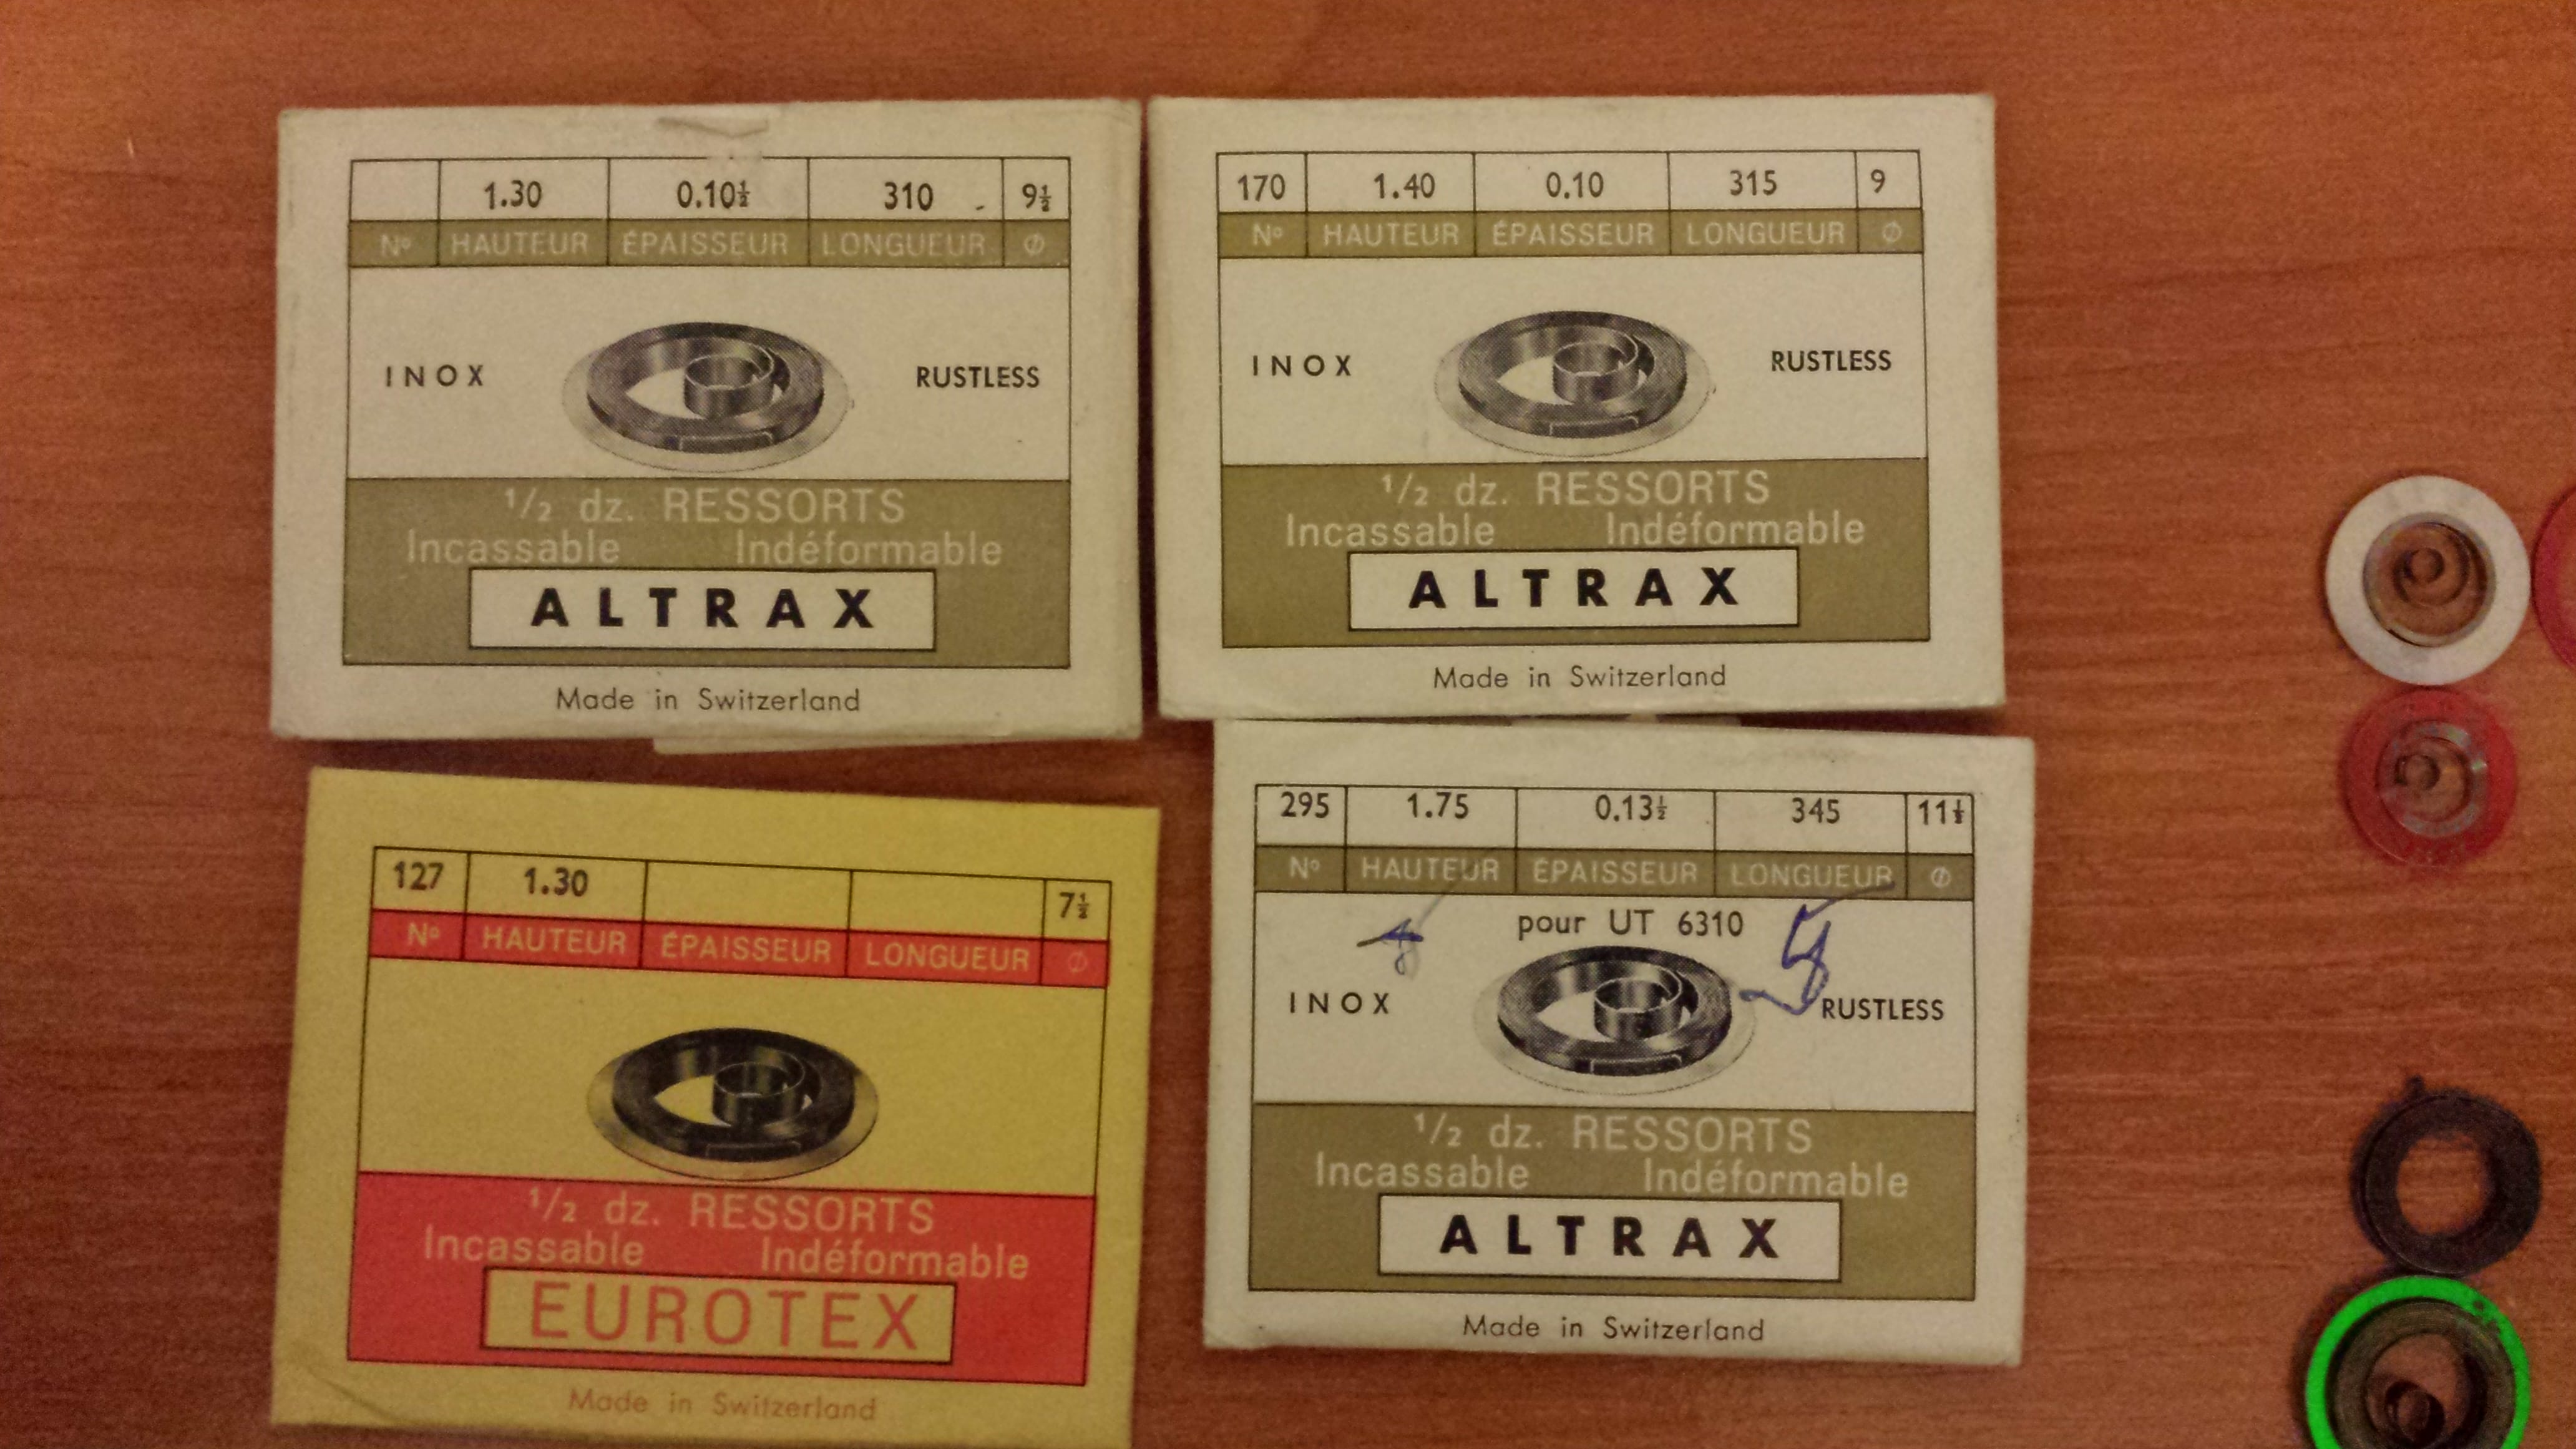 1.30 0.10½ 310 9½
Nº HAUTEUR ÉPAISSEUR LONGUEUR Ø
INOX RUSTLESS
1/2 dz. RESSORTS
Incassable Indéformable
ALTRAX
Made in Switzerland
170 1.40 0.10 315 9
Nº HAUTEUR ÉPAISSEUR LONGUEUR Ø
INOX RUSTLESS
1/2 dz. RESSORTS
Incassable Indéformable
ALTRAX
Made in Switzerland
127 1.30 7½
Nº HAUTEUR ÉPAISSEUR LONGUEUR Ø
1/2 dz. RESSORTS
Incassable Indéformable
EUROTEX
Made in Switzerland
295 1.75 0.13½ 345 11½
Nº HAUTEUR ÉPAISSEUR LONGUEUR Ø
pour UT 6310
5
INOX RUSTLESS
1/2 dz. RESSORTS
Incassable Indéformable
ALTRAX
Made in Switzerland